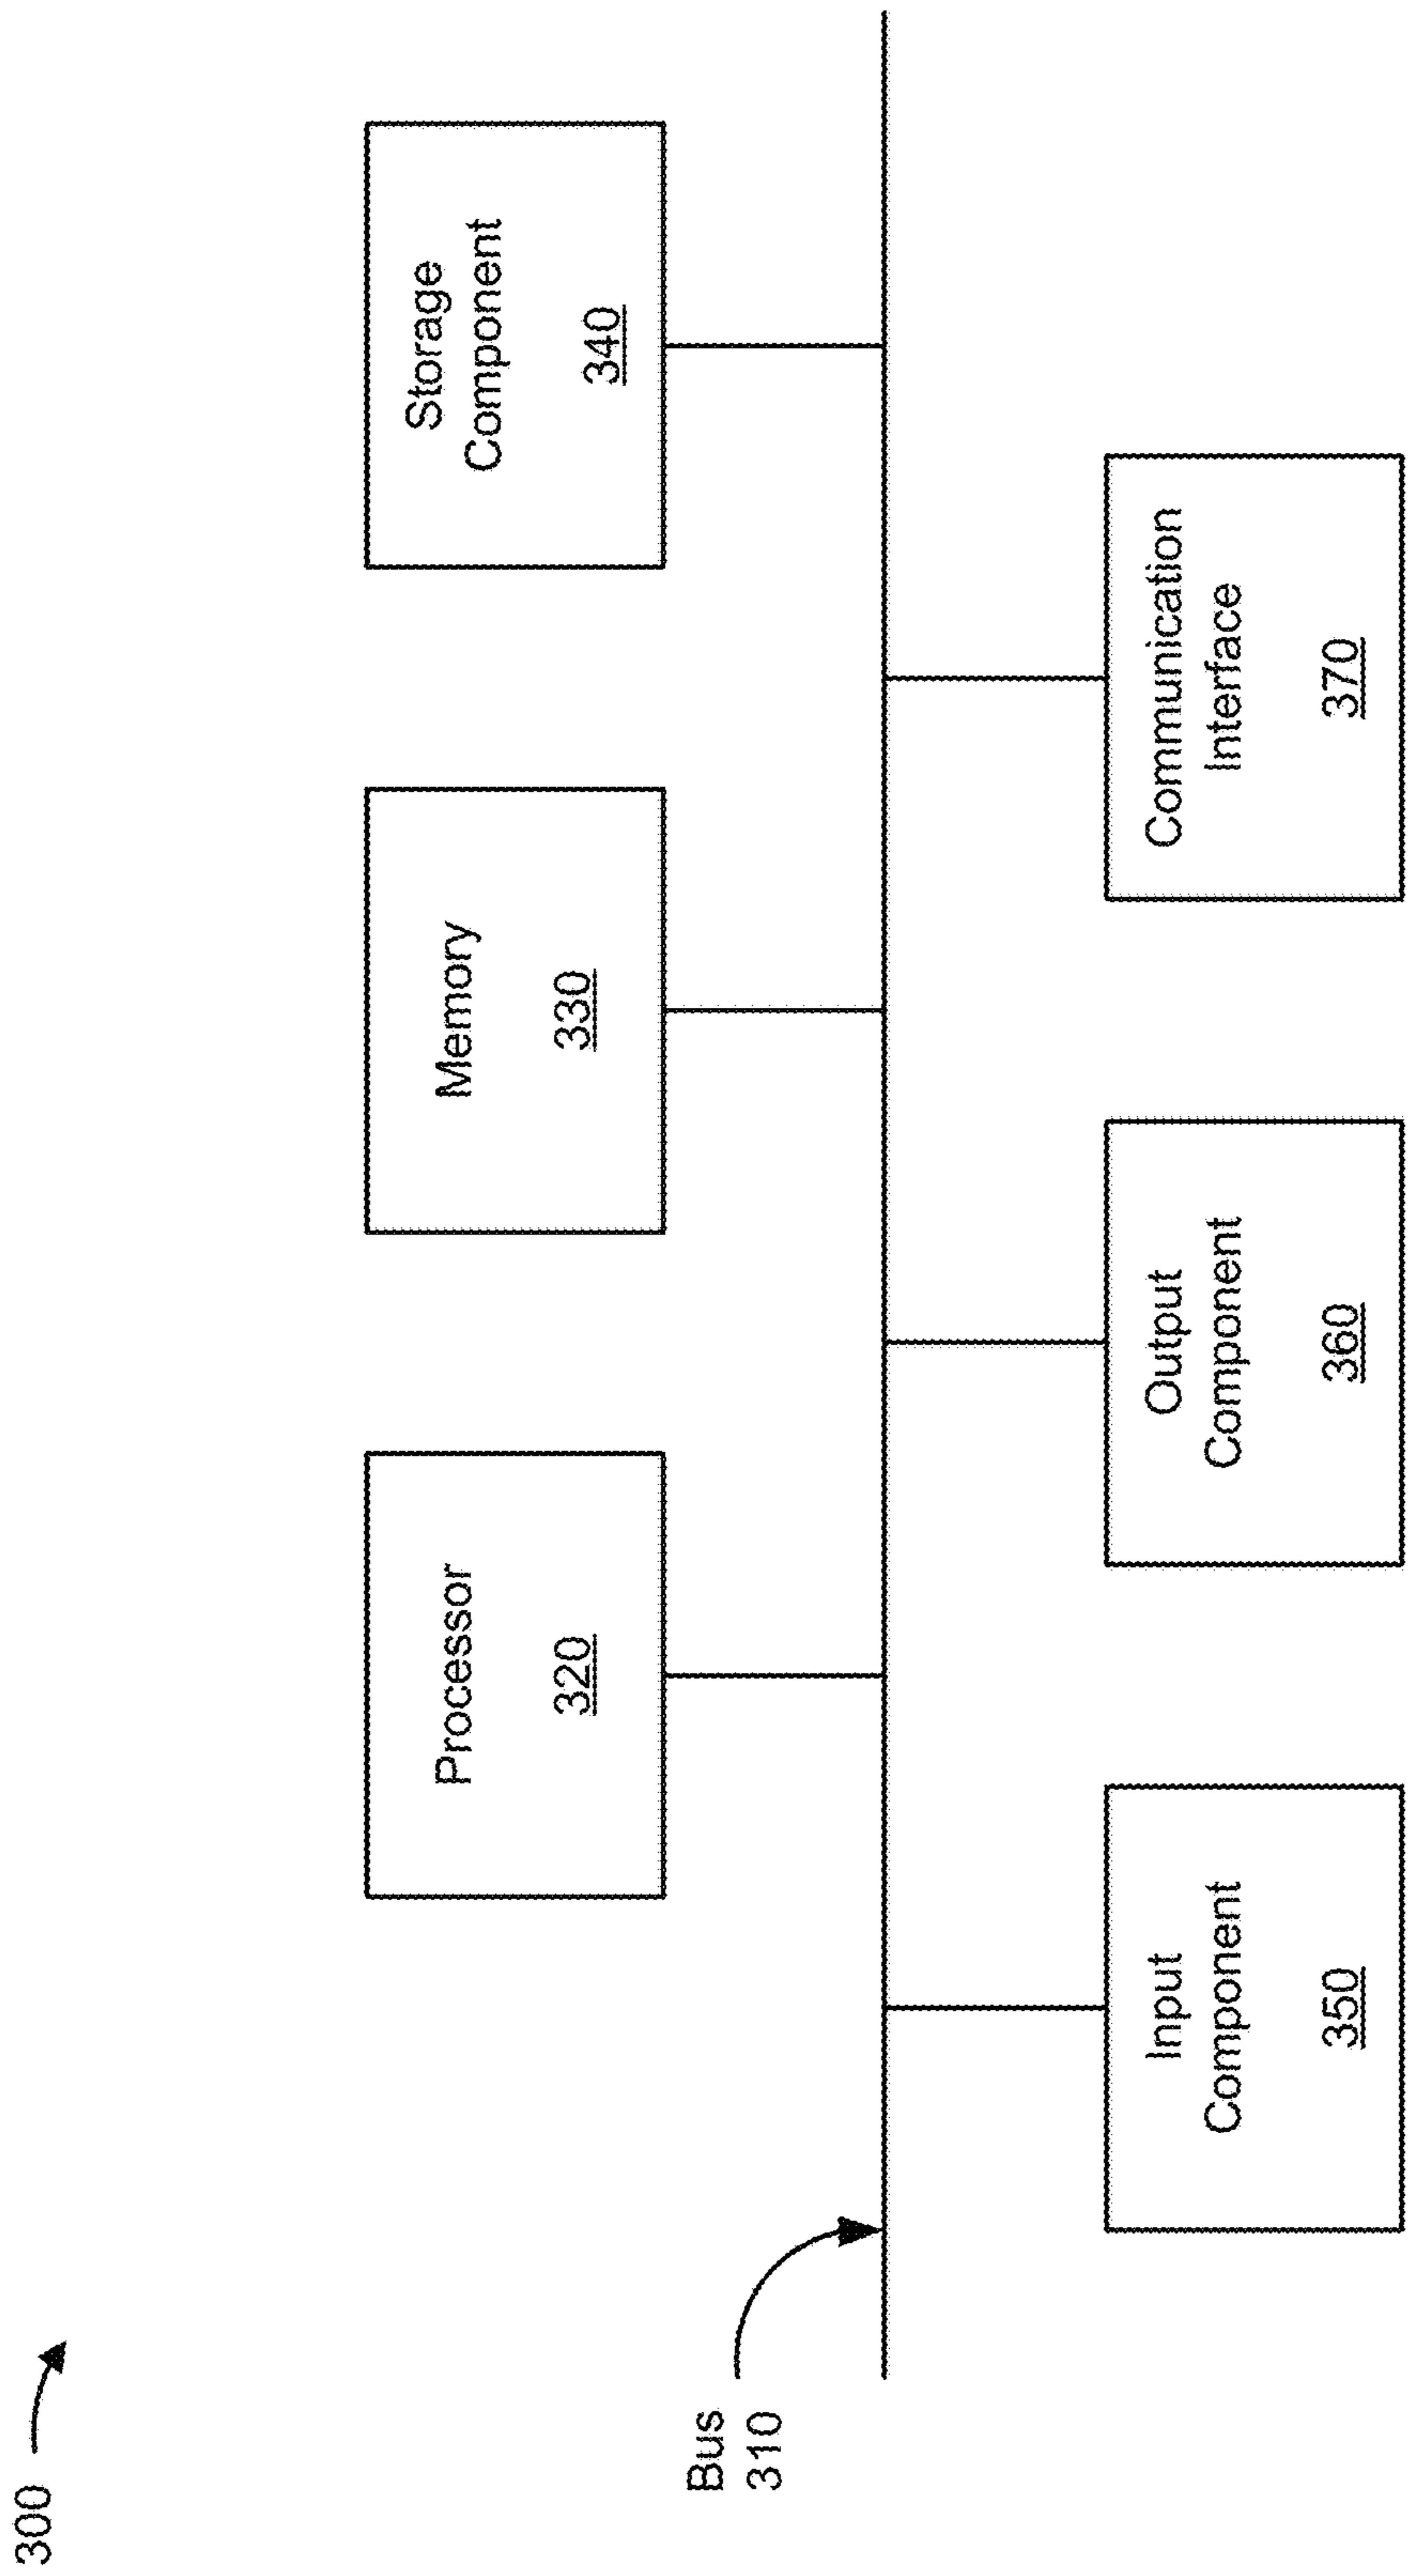 300
Bus
310
Processor
320
Memory
330
Storage
Component
340
Input
Component
350
Output
Component
360
Communication
Interface
370